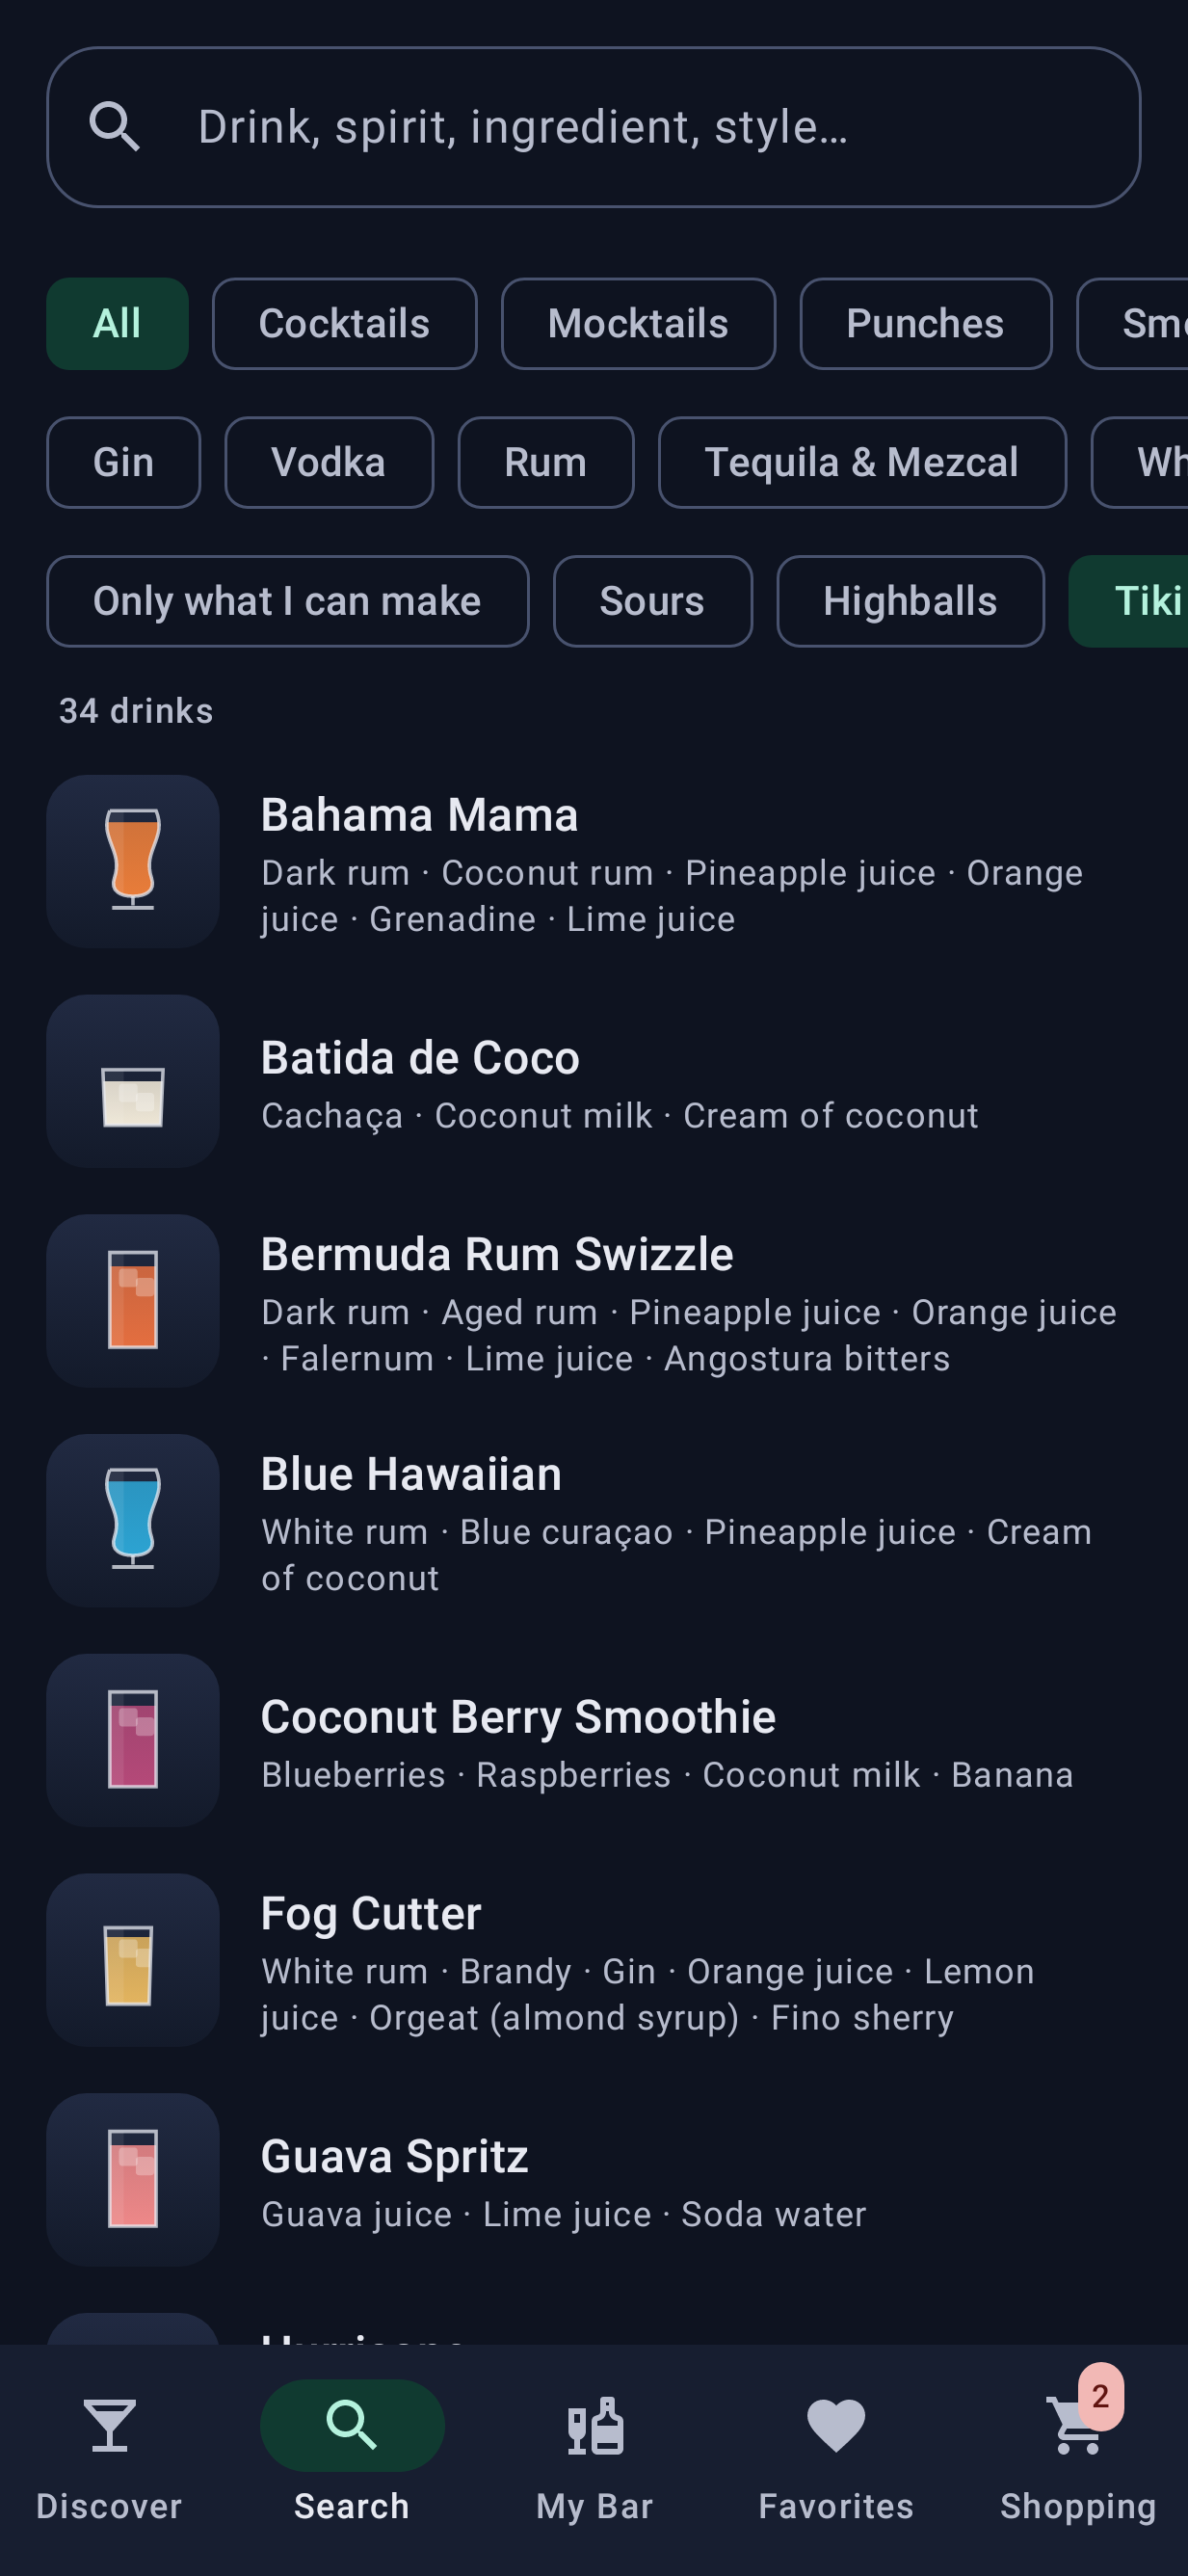 Drink, spirit, ingredient, style…
All Cocktails Mocktails Punches
Gin Vodka Rum Tequila & Mezcal
Only what I can make Sours Highballs Tiki
34 drinks
Bahama Mama
Dark rum · Coconut rum · Pineapple juice · Orange
juice · Grenadine · Lime juice
Batida de Coco
Cachaça · Coconut milk · Cream of coconut
Bermuda Rum Swizzle
Dark rum · Aged rum · Pineapple juice · Orange juice
· Falernum · Lime juice · Angostura bitters
Blue Hawaiian
White rum · Blue curaçao · Pineapple juice · Cream
of coconut
Coconut Berry Smoothie
Blueberries · Raspberries · Coconut milk · Banana
Fog Cutter
White rum · Brandy · Gin · Orange juice · Lemon
juice · Orgeat (almond syrup) · Fino sherry
Guava Spritz
Guava juice · Lime juice · Soda water
2
Discover Search My Bar Favorites Shopping